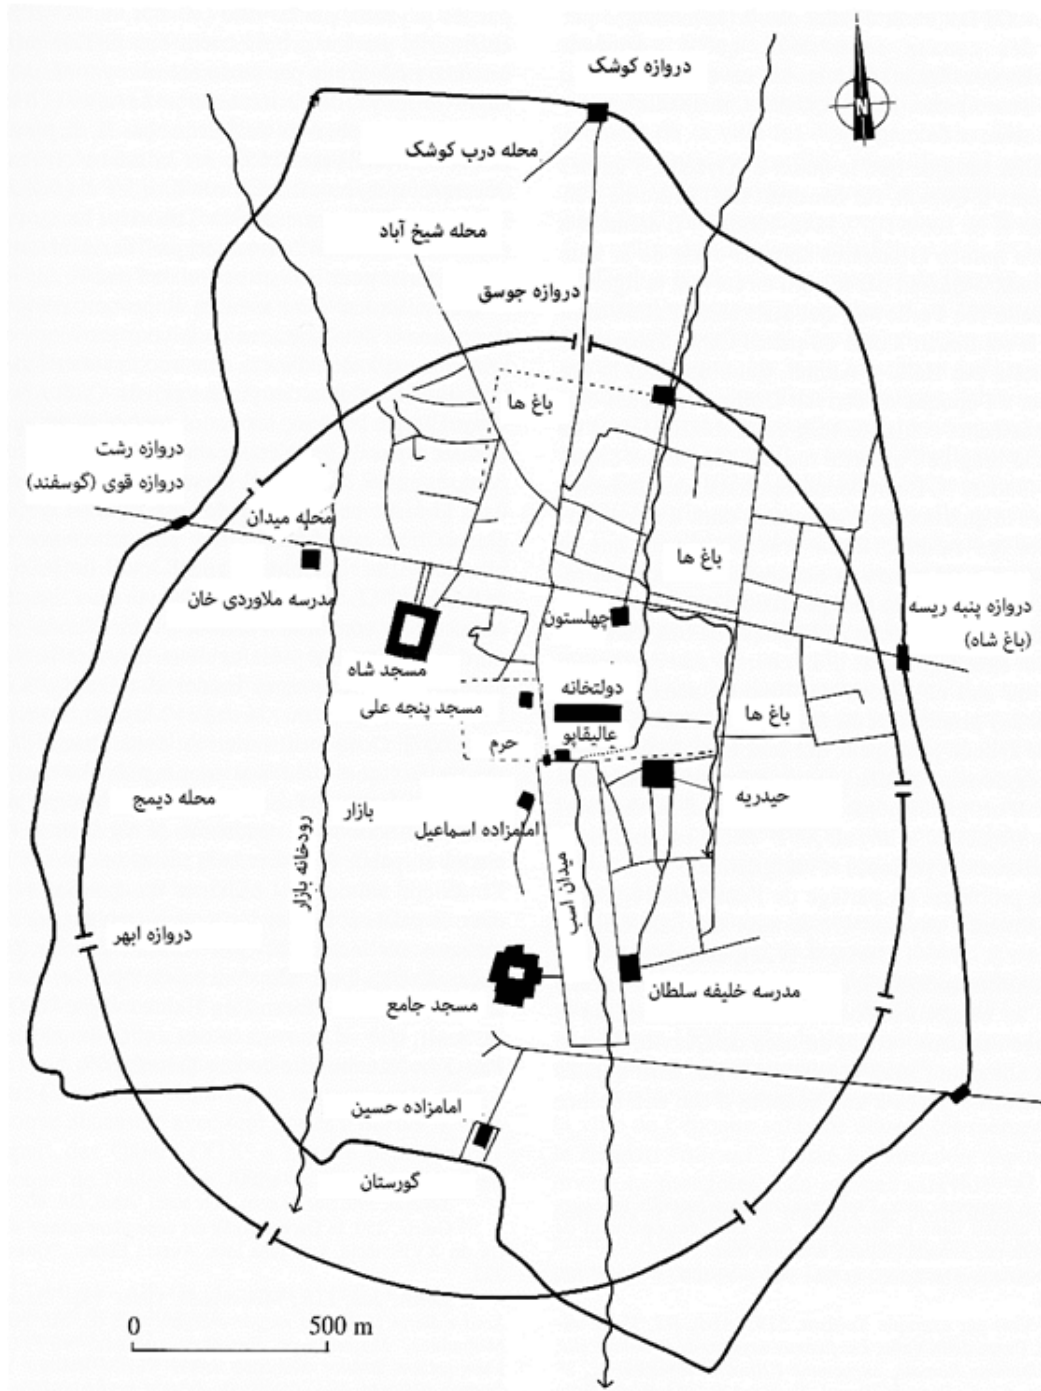 دروازه کوشک
N
محله درب کوشک
محله شیخ آباد
دروازه جوسق
باغ ها
دروازه رشت
دروازه قوی (گوسفند)
محله میدان
باغ ها
مدرسه ملاوردی خان
چهلستون
دروازه پنبه ریسه
(باغ شاه)
مسجد شاه
دولتخانه
مسجد پنجه علی
باغ ها
عالیقاپو
حرم
حیدریه
محله دیمج
بازار
امامزاده اسماعیل
رودخانه بازار
میدان اسب
دروازه ابهر
مدرسه خلیفه سلطان
مسجد جامع
امامزاده حسین
گورستان
0 500 m